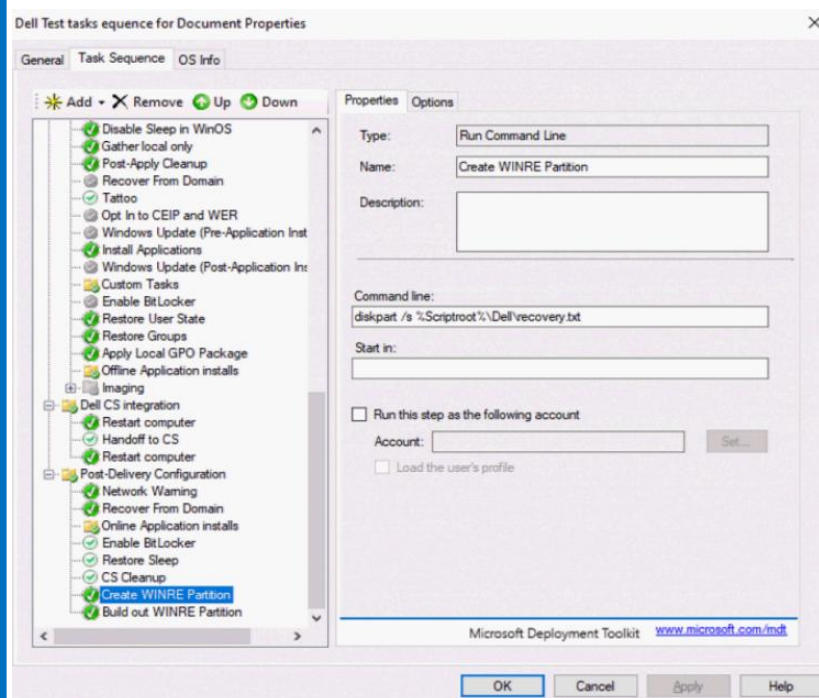 Dell Test tasks equence for Document Properties
General Task Sequence OS Info
Add Remove Up Down
Disable Sleep in WinOS
Gather local only
Post-Apply Cleanup
Recover From Domain
Tattoo
Opt In to CEIP and WER
Windows Update (Pre-Application Inst
Install Applications
Windows Update (Post-Application Ins
Custom Tasks
Enable BitLocker
Restore User State
Restore Groups
Apply Local GPO Package
Offline Application installs
Imaging
Dell CS integration
Restart computer
Handoff to CS
Restart computer
Post-Delivery Configuration
Network Warning
Recover From Domain
Online Application installs
Enable BitLocker
Restore Sleep
CS Cleanup
Create WINRE Partition
Build out WINRE Partition
Properties Options
Type: Run Command Line
Name: Create WINRE Partition
Description:
Command line:
diskpart /s %Scriptroot%\Dell\recovery.txt
Start in:
Run this step as the following account
Account: Set...
Load the user's profile
Microsoft Deployment Toolkit www.microsoft.com/mdt
OK Cancel Apply Help